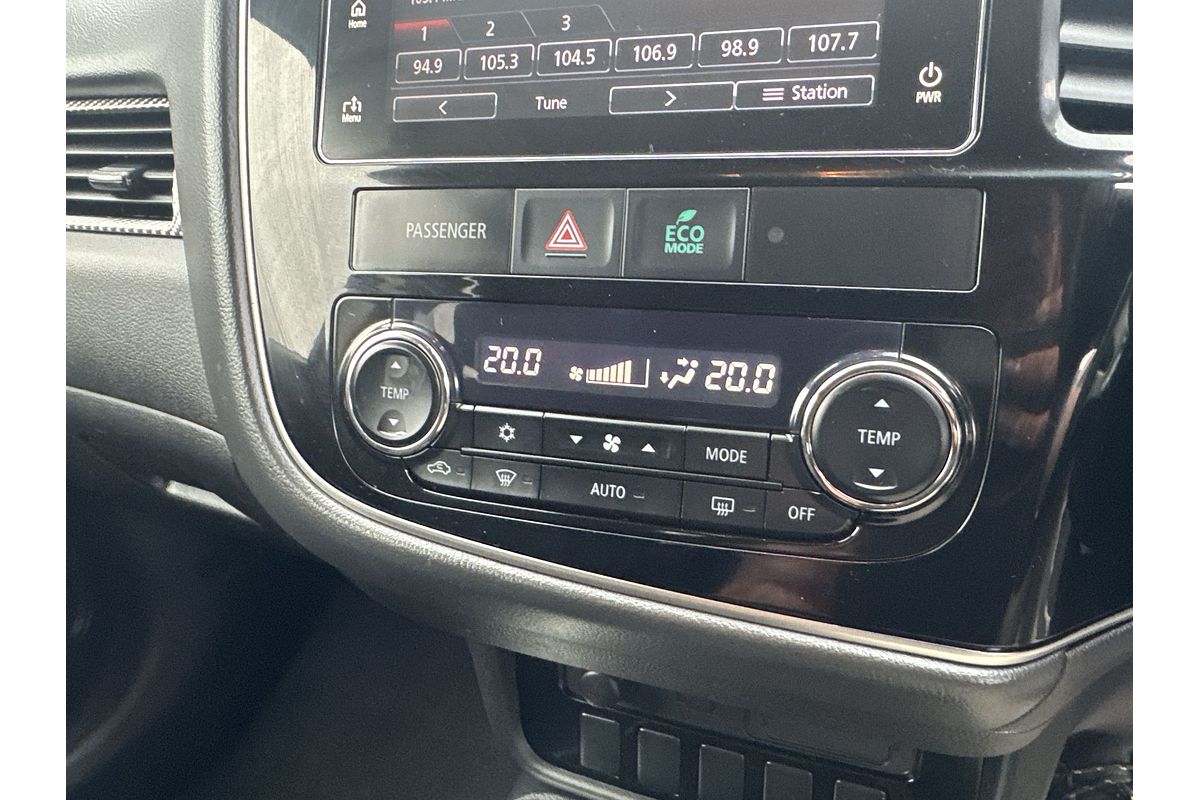 Home
1 2 3
94.9 105.3 104.5 106.9 98.9 107.7
Menu
Tune
Station
PWR
PASSENGER
ECO
MODE
20.0
20.0
TEMP
TEMP
MODE
AUTO
OFF